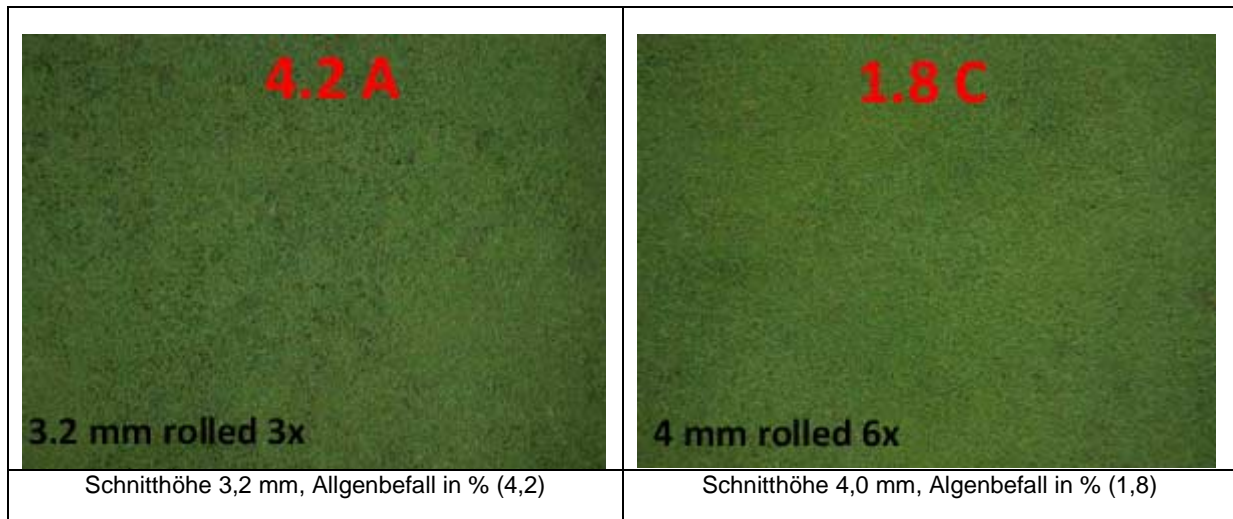 4.2 A
3.2 mm rolled 3x
Schnitthöhe 3,2 mm, Allgenbefall in % (4,2)
1.8 C
4 mm rolled 6x
Schnitthöhe 4,0 mm, Algenbefall in % (1,8)